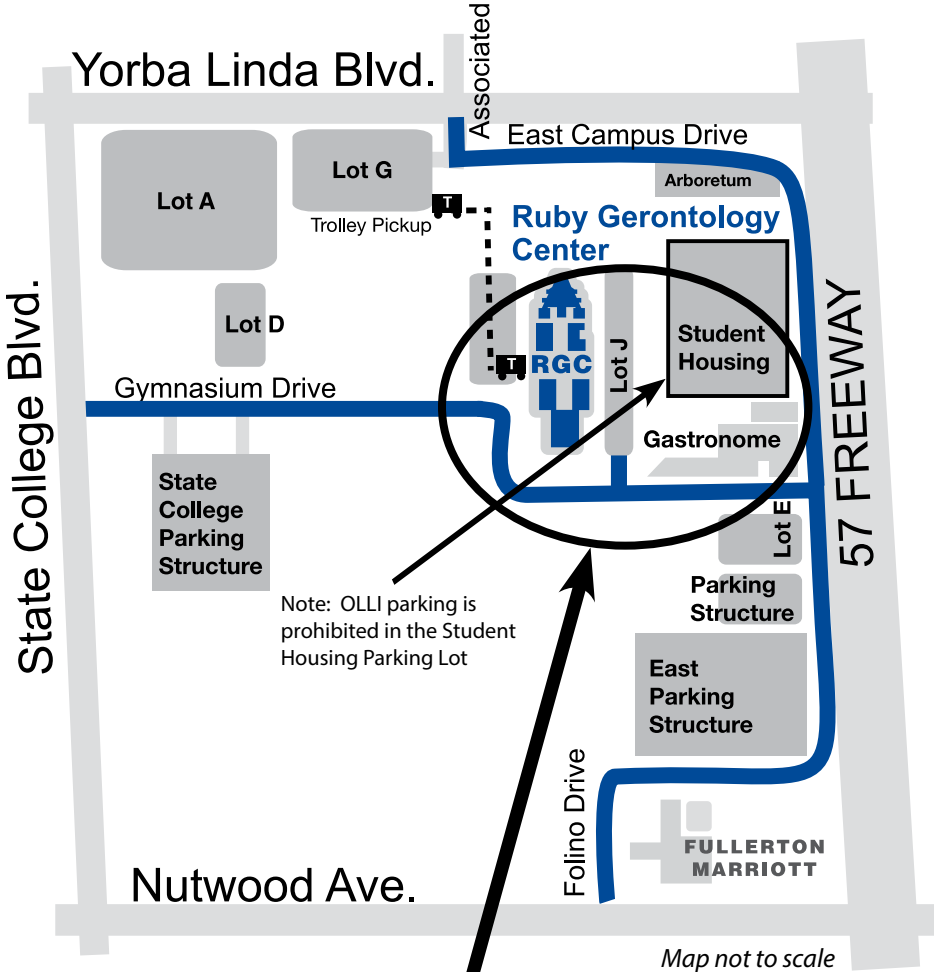 Yorba Linda Blvd.
Associated
East Campus Drive
Lot G
Lot A
Arboretum
T
Trolley Pickup
Ruby Gerontology
Center
State College Blvd.
57 FREEWAY
Lot D
Student
Housing
Lot J
T
RGC
Gymnasium Drive
Gastronome
State
College
Parking
Structure
Lot E
Note:  OLLI parking is
prohibited in the Student
Housing Parking Lot
Parking
Structure
East
Parking
Structure
Folino Drive
FULLERTON
MARRIOTT
Nutwood Ave.
Map not to scale